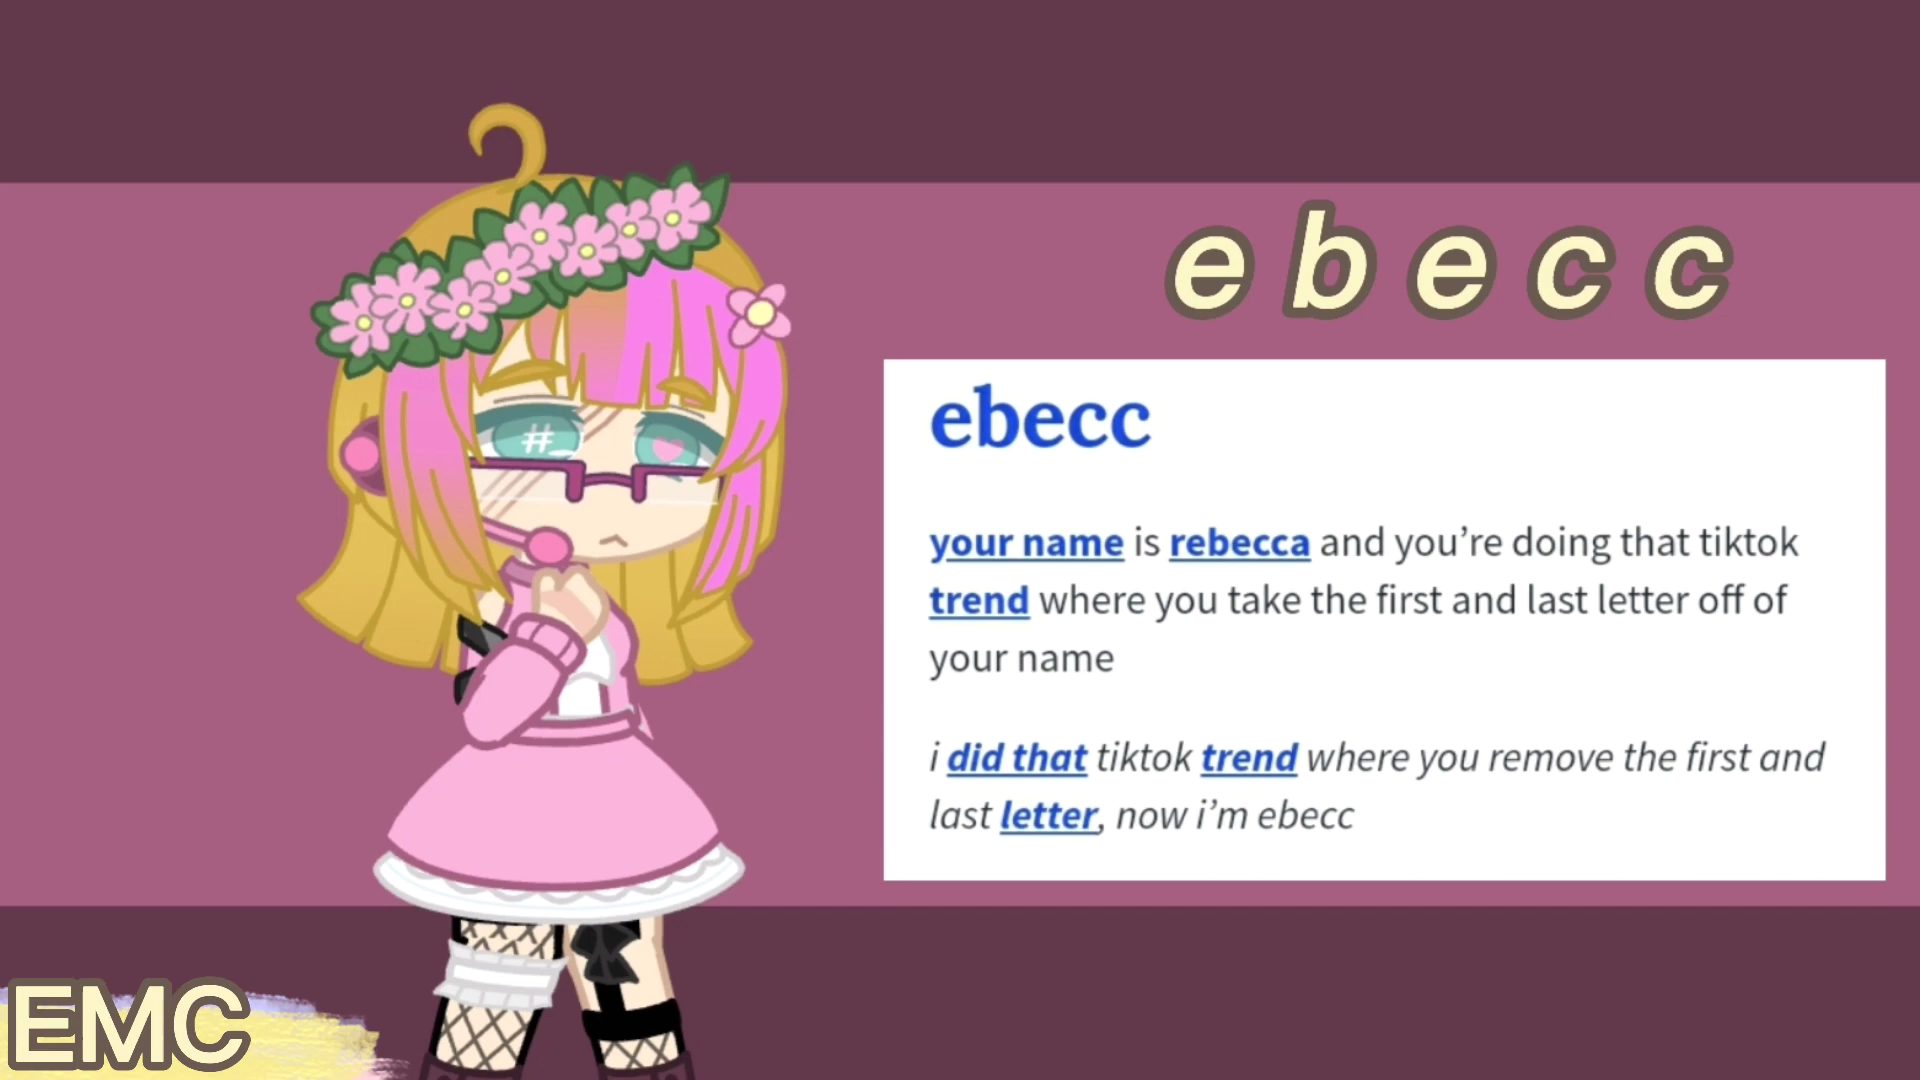 e b e c c
ebecc
your name is rebecca and you’re doing that tiktok
trend where you take the first and last letter off of
your name
i did that tiktok trend where you remove the first and
last letter, now i’m ebecc
#
EMC